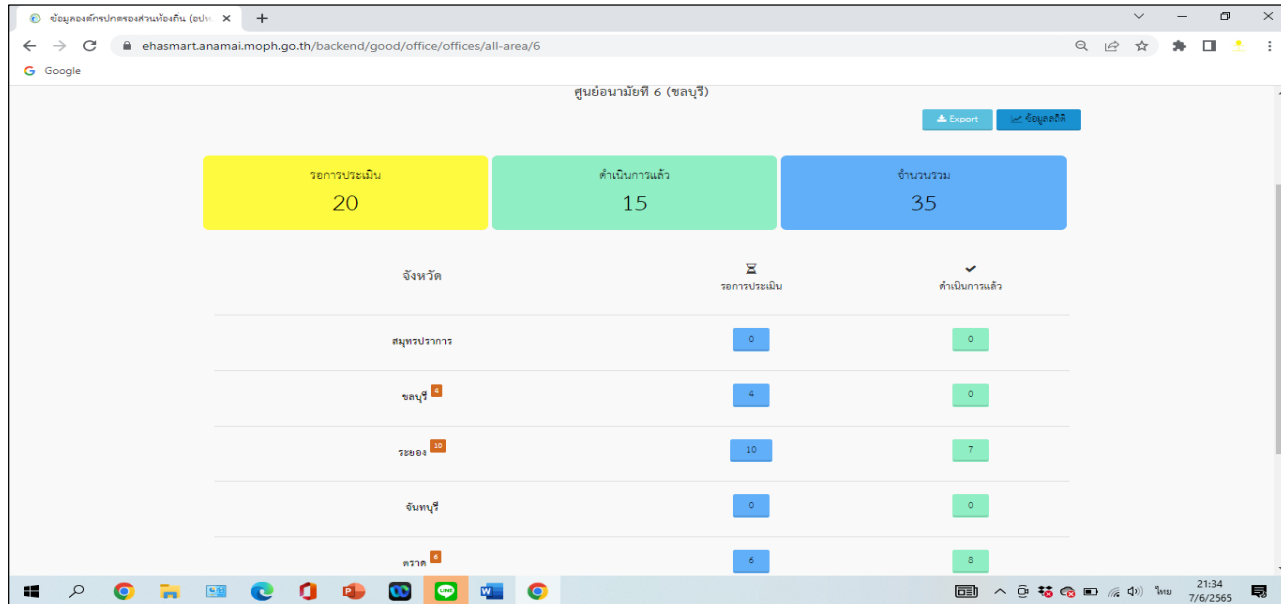 ข้อมูลองค์กรปกครองส่วนท้องถิ่น (อปท.
ehasmart.anamai.moph.go.th/backend/good/office/offices/all-area/6
Google
ศูนย์อนามัยที่ 6 (ชลบุรี)
Export ข้อมูลสถิติ
รอการประเมิน ดำเนินการแล้ว จำนวนรวม
20 15 35
จังหวัด รอการประเมิน ดำเนินการแล้ว
สมุทรปราการ 0 0
ชลบุรี 4 4 0
ระยอง 10 10 7
จันทบุรี 0 0
ตราด 6 6 8
LINE
ไทย 21:34
7/6/2565